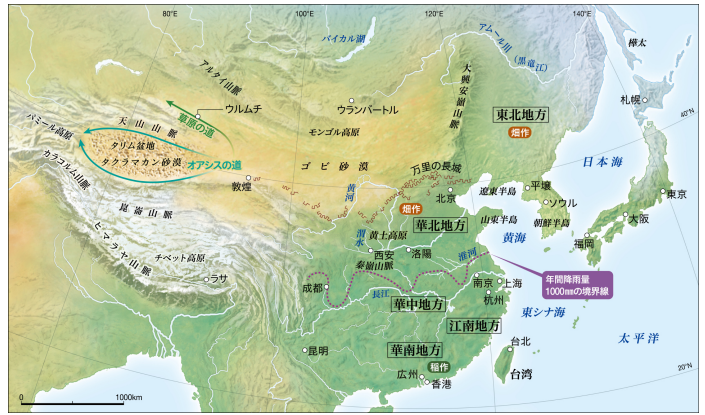 80°E
100°E
120°E
140°E
バイカル湖
アムール川(黒竜江)
樺太
アルタイ山脈
大興安嶺山脈
ウルムチ
ウランバートル
札幌
40°N
草原の道
天山山脈
モンゴル高原
東北地方
畑作
パミール高原
タリム盆地
タクラマカン砂漠
オアシスの道
ゴビ砂漠
万里の長城
日本海
カラコルム山脈
敦煌
黄河
北京
遼東半島
平壌
ソウル
東京
崑崙山脈
畑作
華北地方
山東半島
朝鮮半島
大阪
渭水
黄土高原
黄海
福岡
ヒマラヤ山脈
チベット高原
西安
洛陽
淮河
秦嶺山脈
ラサ
年間降雨量
1000㎜の境界線
成都
長江
南京
上海
華中地方
杭州
東シナ海
江南地方
太平洋
昆明
華南地方
台北
稲作
台湾
20°N
広州
香港
0
1000km